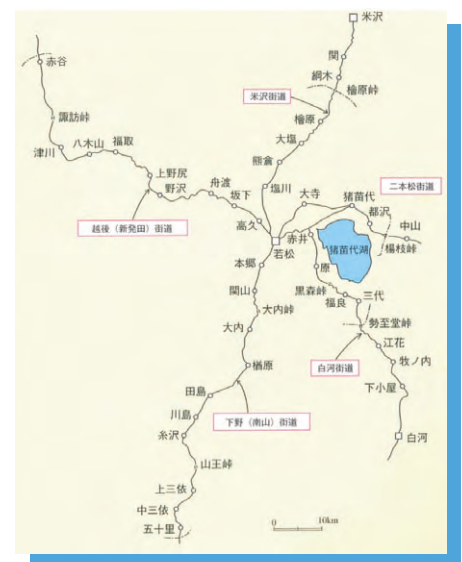 米沢
関
綱木
檜原峠
米沢街道
檜原
大塩
熊倉
塩川
赤谷
諏訪峠
津川
八木山
福取
上野尻
野沢
舟渡
坂下
高久
越後（新発田）街道
若松
二本松街道
大寺
猪苗代
都沢
中山
楊枝峠
猪苗代湖
赤井
原
黒森峠
福良
三代
勢至堂峠
江花
牧ノ内
下小屋
白河
白河街道
本郷
関山
大内峠
大内
楢原
田島
川島
糸沢
下野（南山）街道
山王峠
上三依
中三依
五十里
0 10km